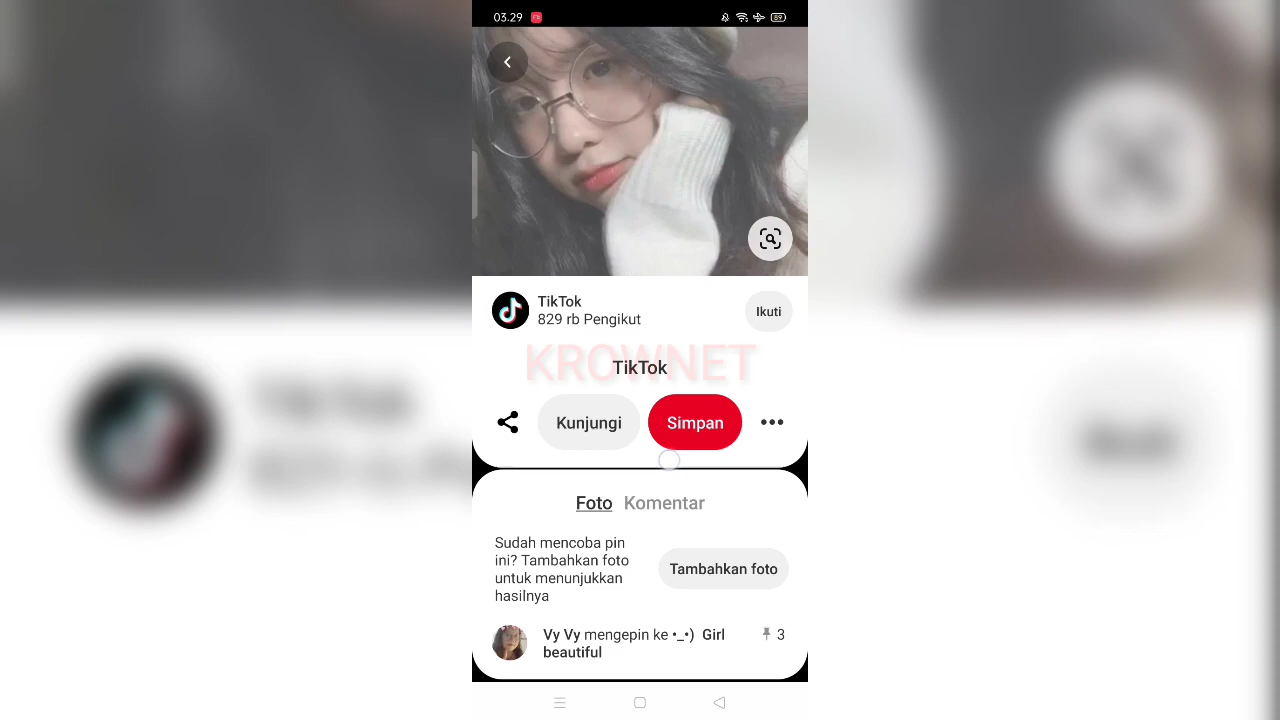 03.29
89
TikTok
829 rb Pengikut
Ikuti
KROWNET
TikTok
Kunjungi
Simpan
Foto Komentar
Sudah mencoba pin
ini? Tambahkan foto
untuk menunjukkan
hasilnya
Tambahkan foto
Vy Vy mengepin ke •_•) Girl
beautiful
3